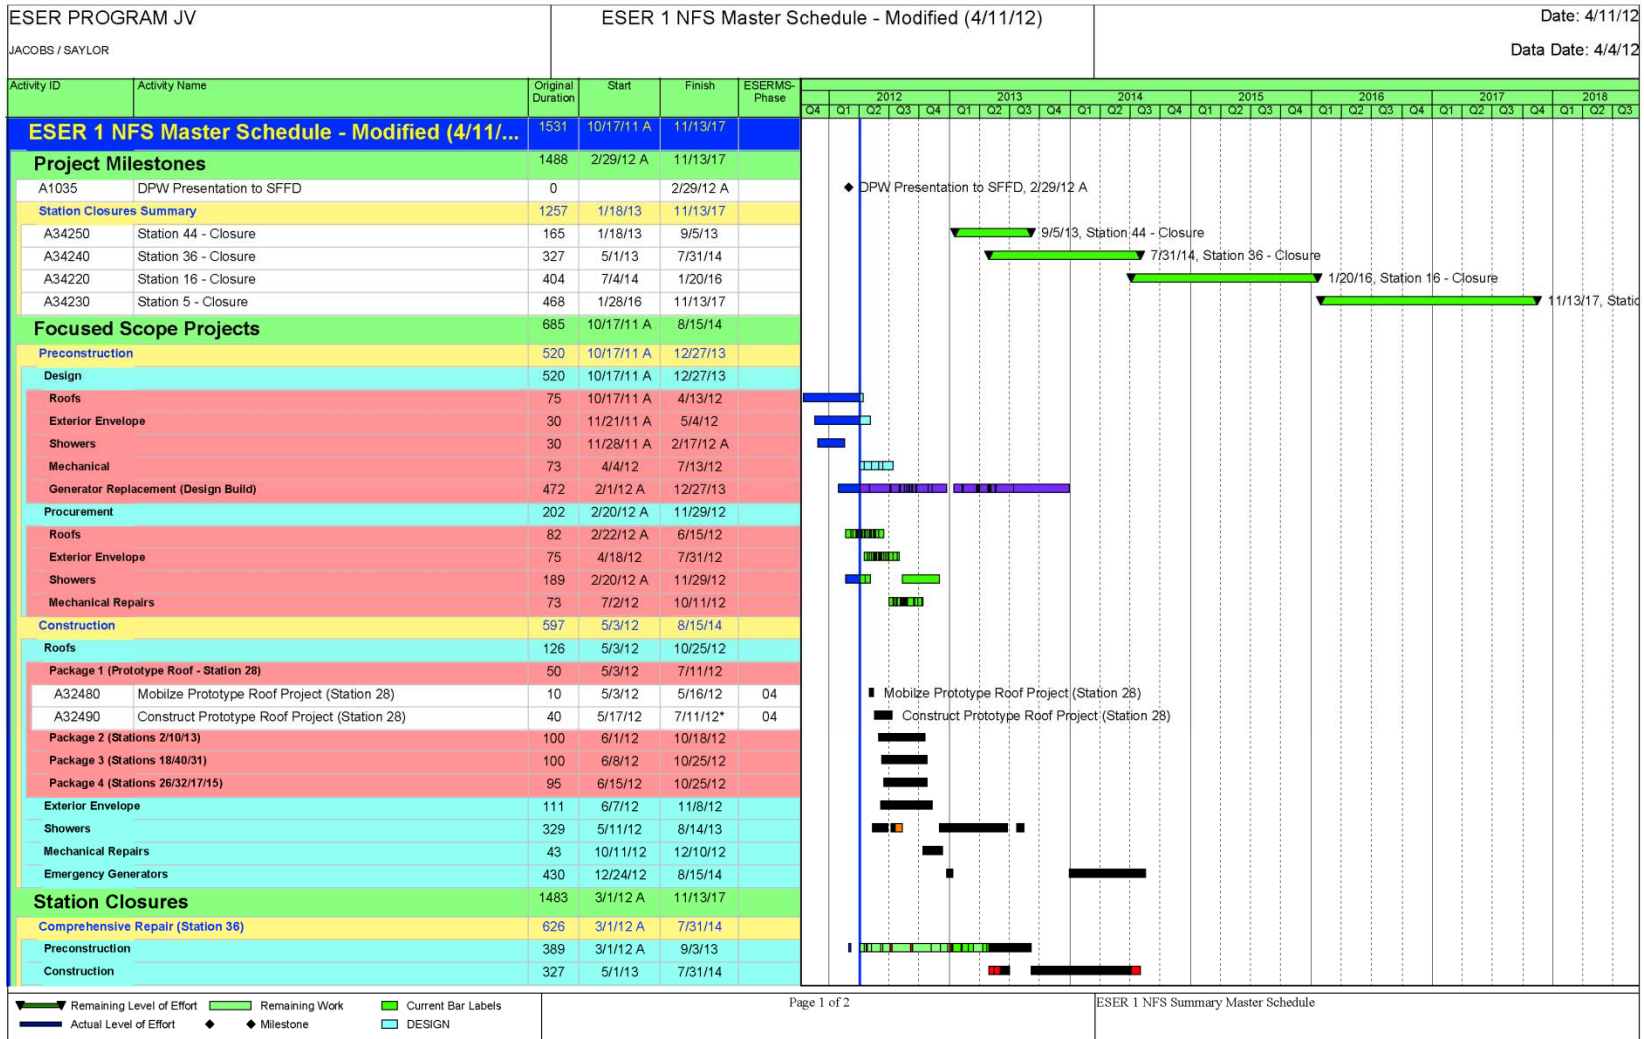 ESER PROGRAM JV
JACOBS / SAYLOR
ESER 1 NFS Master Schedule - Modified (4/11/12)
Date: 4/11/12
Data Date: 4/4/12
Activity ID Activity Name Original Duration Start Finish ESERMS-Phase
2012 2013 2014 2015 2016 2017 2018
Q4 Q1 Q2 Q3 Q4 Q1 Q2 Q3 Q4 Q1 Q2 Q3 Q4 Q1 Q2 Q3 Q4 Q1 Q2 Q3 Q4 Q1 Q2 Q3 Q4 Q1 Q2 Q3
ESER 1 NFS Master Schedule - Modified (4/11/... 1531 10/17/11 A 11/13/17
Project Milestones 1488 2/29/12 A 11/13/17
A1035 DPW Presentation to SFFD 0 2/29/12 A DPW Presentation to SFFD, 2/29/12 A
Station Closures Summary 1257 1/18/13 11/13/17
A34250 Station 44 - Closure 165 1/18/13 9/5/13 9/5/13, Station 44 - Closure
A34240 Station 36 - Closure 327 5/1/13 7/31/14 7/31/14, Station 36 - Closure
A34220 Station 16 - Closure 404 7/4/14 1/20/16 1/20/16, Station 16 - Closure
A34230 Station 5 - Closure 468 1/28/16 11/13/17 11/13/17, Static
Focused Scope Projects 685 10/17/11 A 8/15/14
Preconstruction 520 10/17/11 A 12/27/13
Design 520 10/17/11 A 12/27/13
Roofs 75 10/17/11 A 4/13/12
Exterior Envelope 30 11/21/11 A 5/4/12
Showers 30 11/28/11 A 2/17/12 A
Mechanical 73 4/4/12 7/13/12
Generator Replacement (Design Build) 472 2/1/12 A 12/27/13
Procurement 202 2/20/12 A 11/29/12
Roofs 82 2/22/12 A 6/15/12
Exterior Envelope 75 4/18/12 7/31/12
Showers 189 2/20/12 A 11/29/12
Mechanical Repairs 73 7/2/12 10/11/12
Construction 597 5/3/12 8/15/14
Roofs 126 5/3/12 10/25/12
Package 1 (Prototype Roof - Station 28) 50 5/3/12 7/11/12
A32480 Mobilze Prototype Roof Project (Station 28) 10 5/3/12 5/16/12 04 Mobilze Prototype Roof Project (Station 28)
A32490 Construct Prototype Roof Project (Station 28) 40 5/17/12 7/11/12* 04 Construct Prototype Roof Project (Station 28)
Package 2 (Stations 2/10/13) 100 6/1/12 10/18/12
Package 3 (Stations 18/40/31) 100 6/8/12 10/25/12
Package 4 (Stations 26/32/17/15) 95 6/15/12 10/25/12
Exterior Envelope 111 6/7/12 11/8/12
Showers 329 5/11/12 8/14/13
Mechanical Repairs 43 10/11/12 12/10/12
Emergency Generators 430 12/24/12 8/15/14
Station Closures 1483 3/1/12 A 11/13/17
Comprehensive Repair (Station 36) 626 3/1/12 A 7/31/14
Preconstruction 389 3/1/12 A 9/3/13
Construction 327 5/1/13 7/31/14
Remaining Level of Effort Remaining Work Current Bar Labels
Actual Level of Effort Milestone DESIGN
Page 1 of 2
ESER 1 NFS Summary Master Schedule